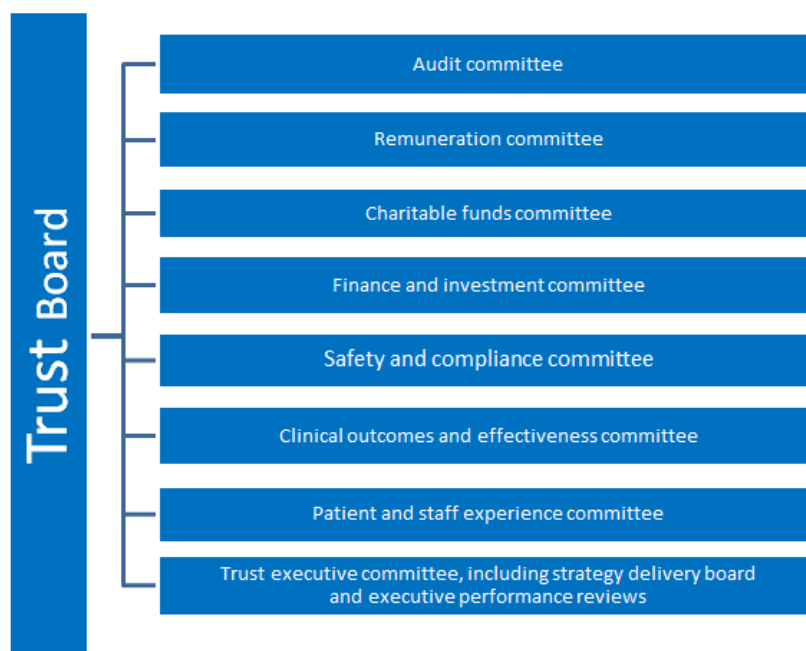 Trust Board
Audit committee
Remuneration committee
Charitable funds committee
Finance and investment committee
Safety and compliance committee
Clinical outcomes and effectiveness committee
Patient and staff experience committee
Trust executive committee, including strategy delivery board
and executive performance reviews